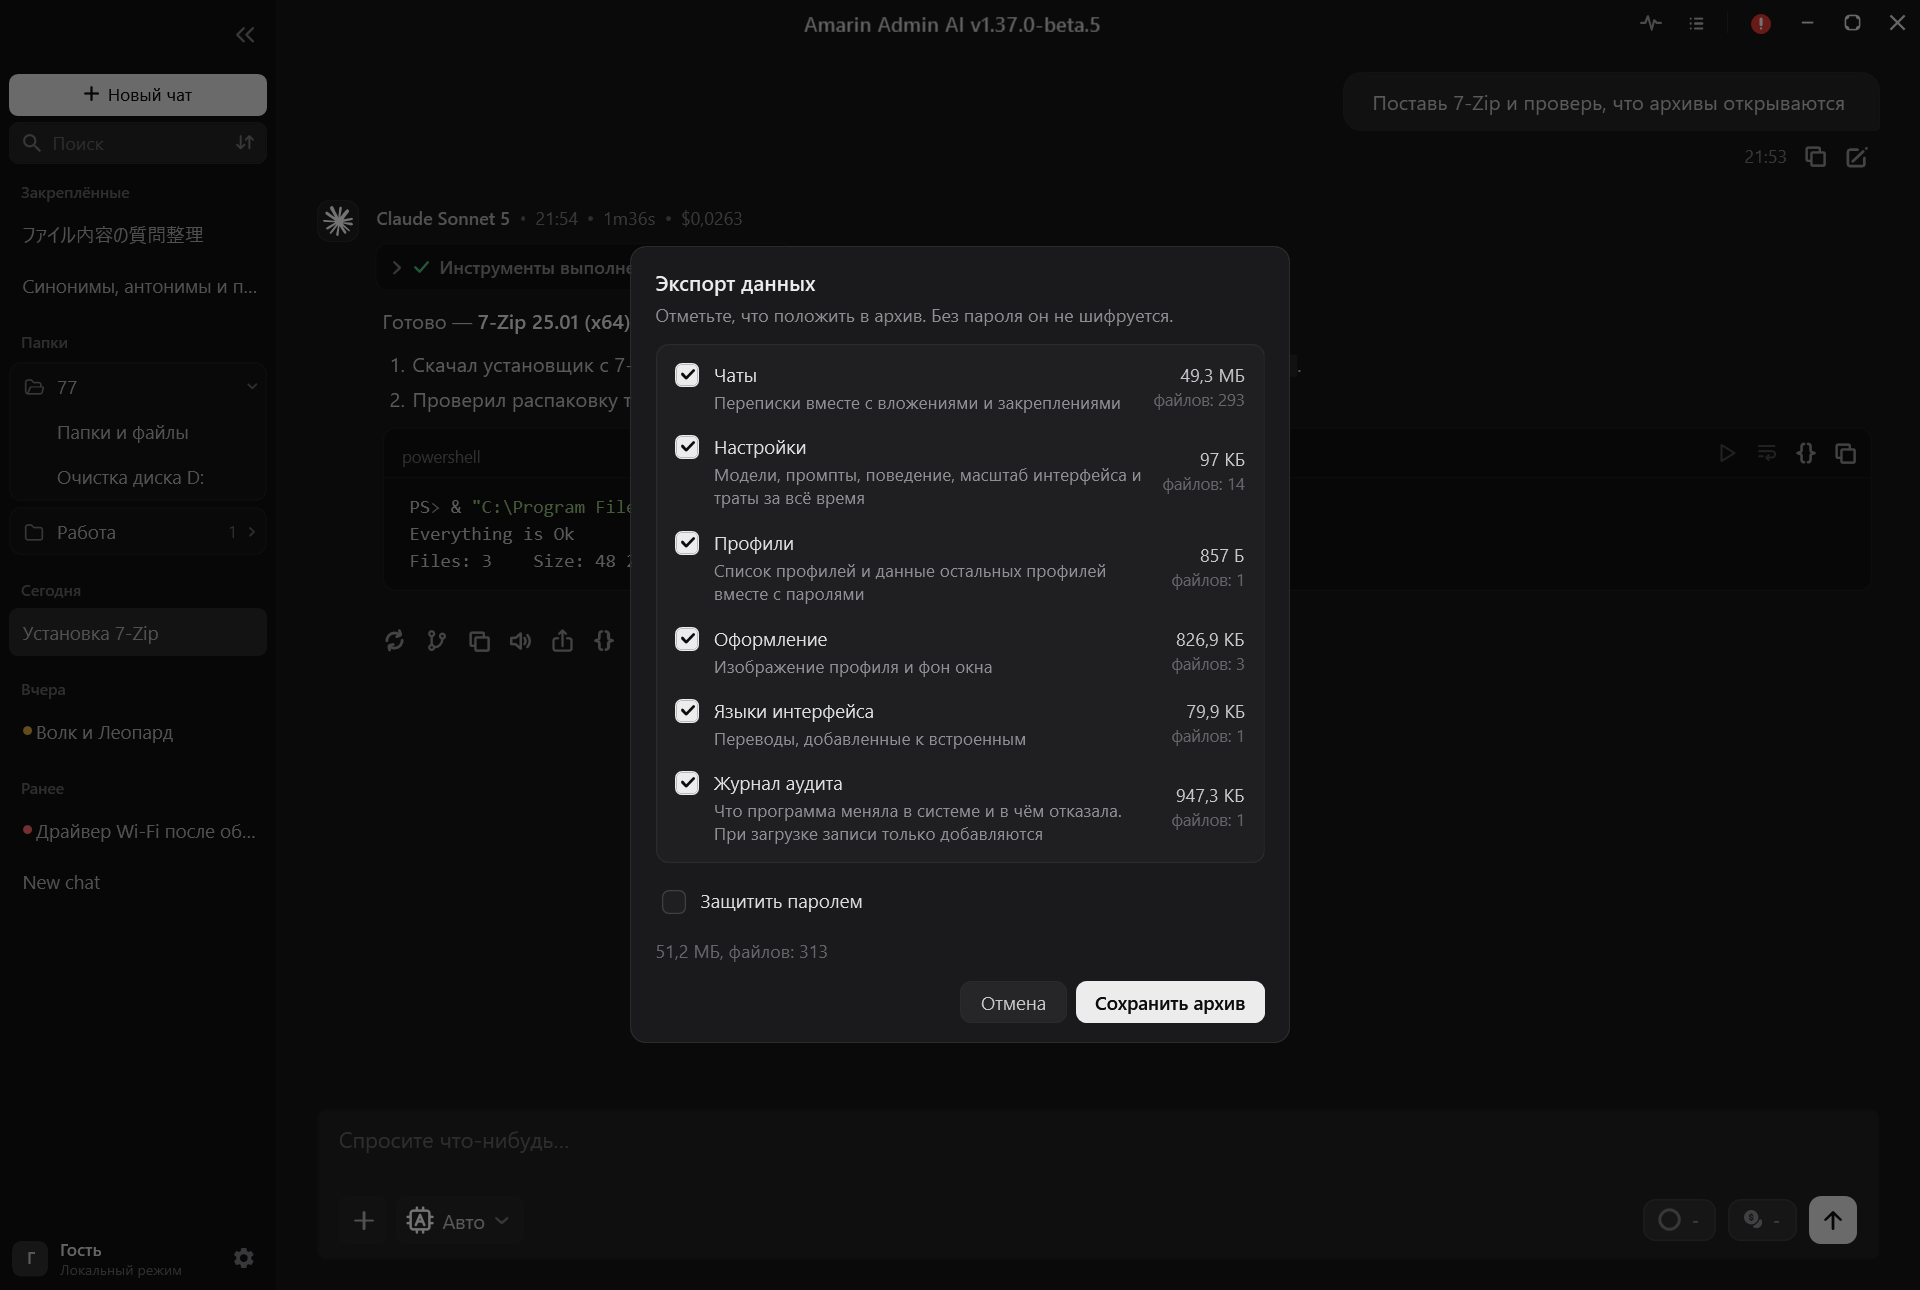 Amarin Admin AI v1.37.0-beta.5
Новый чат
Поиск
Закреплённые
ファイル内容の質問整理
Синонимы, антонимы и п...
Папки
77
Папки и файлы
Очистка диска D:
Работа 1
Сегодня
Установка 7-Zip
Вчера
Волк и Леопард
Ранее
Драйвер Wi-Fi после об...
New chat
Г
Гость
Локальный режим
Поставь 7-Zip и проверь, что архивы открываются
21:53
Claude Sonnet 5 • 21:54 • 1m36s • $0,0263
Инструменты выполне
Готово — 7-Zip 25.01 (x64)
1. Скачал установщик с 7-
2. Проверил распаковку т
powershell
PS> & "C:\Program File
Everything is Ok
Files: 3 Size: 48 2
Экспорт данных
Отметьте, что положить в архив. Без пароля он не шифруется.
Чаты 49,3 МБ
Переписки вместе с вложениями и закреплениями файлов: 293
Настройки 97 КБ
Модели, промпты, поведение, масштаб интерфейса и файлов: 14
траты за всё время
Профили 857 Б
Список профилей и данные остальных профилей файлов: 1
вместе с паролями
Оформление 826,9 КБ
Изображение профиля и фон окна файлов: 3
Языки интерфейса 79,9 КБ
Переводы, добавленные к встроенным файлов: 1
Журнал аудита 947,3 КБ
Что программа меняла в системе и в чём отказала. файлов: 1
При загрузке записи только добавляются
Защитить паролем
51,2 МБ, файлов: 313
Отмена
Сохранить архив
Спросите что-нибудь...
Авто
-
-